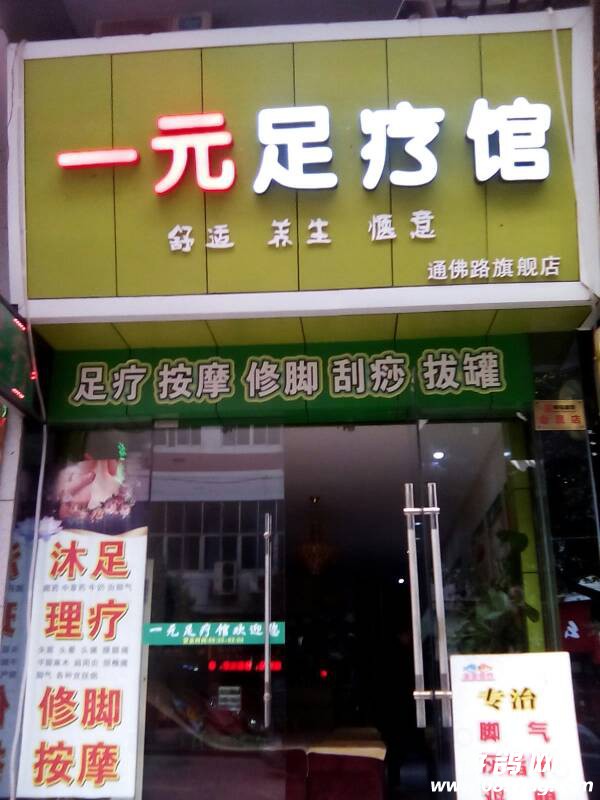 一元足疗馆
舒适 养生 惬意
通佛路旗舰店
足疗 按摩 修脚 刮痧 拔罐
沐足
理疗
修脚
按摩
一元足疗馆欢迎您
专治
脚气